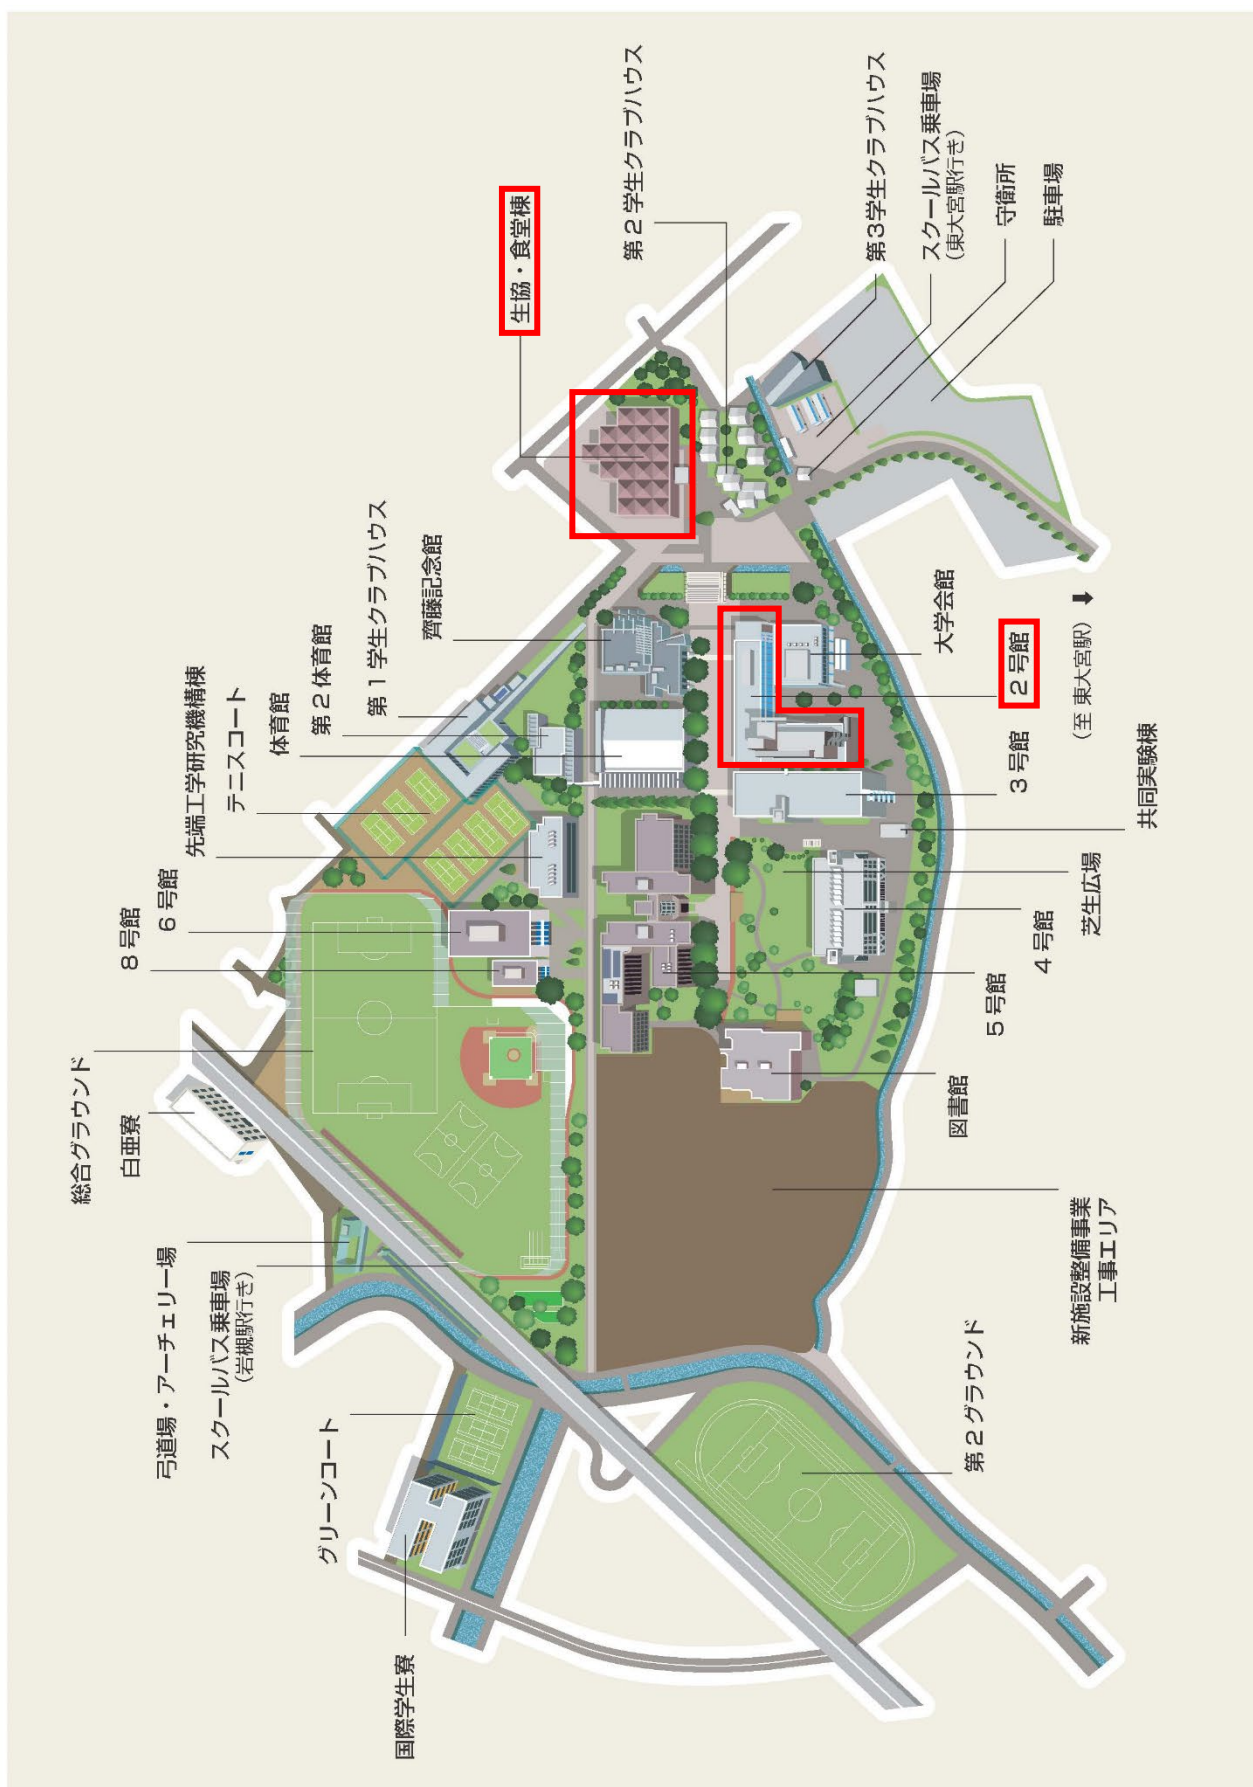 総合グラウンド
白亜寮
弓道場・アーチェリー場
スクールバス乗車場
(岩槻駅行き)
グリーンコート
国際学生寮
8号館
6号館
先端工学研究機構棟
テニスコート
体育館
第2体育館
第1学生クラブハウス
齊藤記念館
生協・食堂棟
第2学生クラブハウス
第3学生クラブハウス
スクールバス乗車場
(東大宮駅行き)
守衛所
駐車場
大学会館
2号館
(至 東大宮駅) ➡
3号館
共同実験棟
芝生広場
4号館
5号館
図書館
新施設整備事業
工事エリア
第2グラウンド